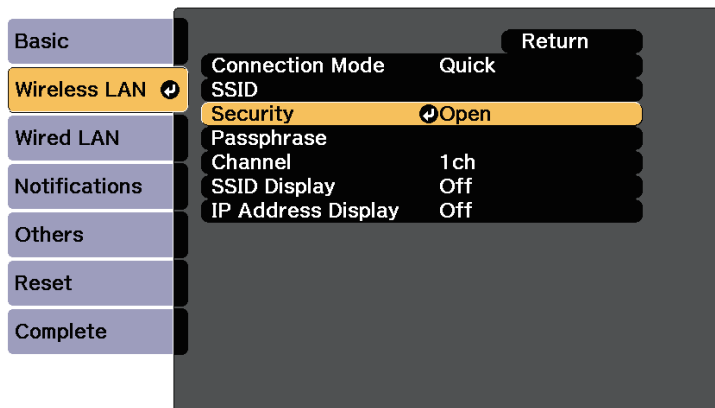 Basic
Wireless LAN
Wired LAN
Notifications
Others
Reset
Complete
Return
Connection Mode Quick
SSID
Security Open
Passphrase
Channel 1ch
SSID Display Off
IP Address Display Off